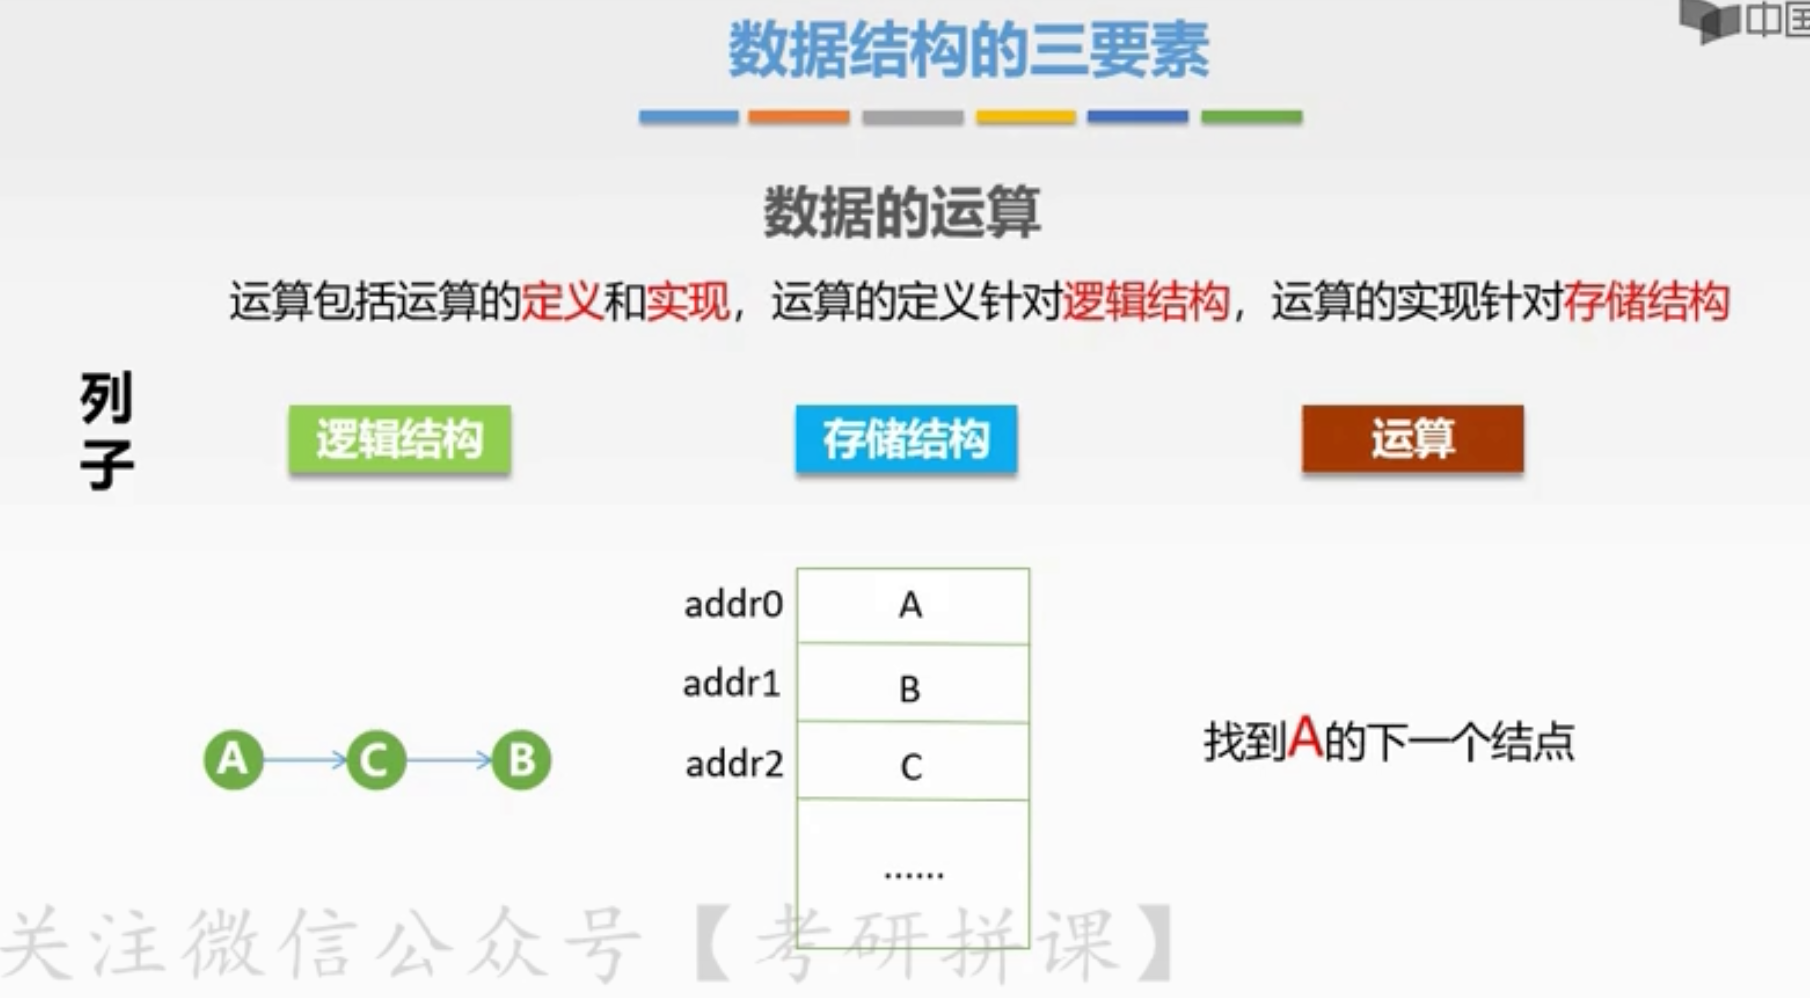 中国
数据结构的三要素
数据的运算
运算包括运算的定义和实现，运算的定义针对逻辑结构，运算的实现针对存储结构
列子
逻辑结构
存储结构
运算
A
C
B
addr0
A
addr1
B
addr2
C
......
找到A的下一个结点
关注微信公众号【考研拼课】